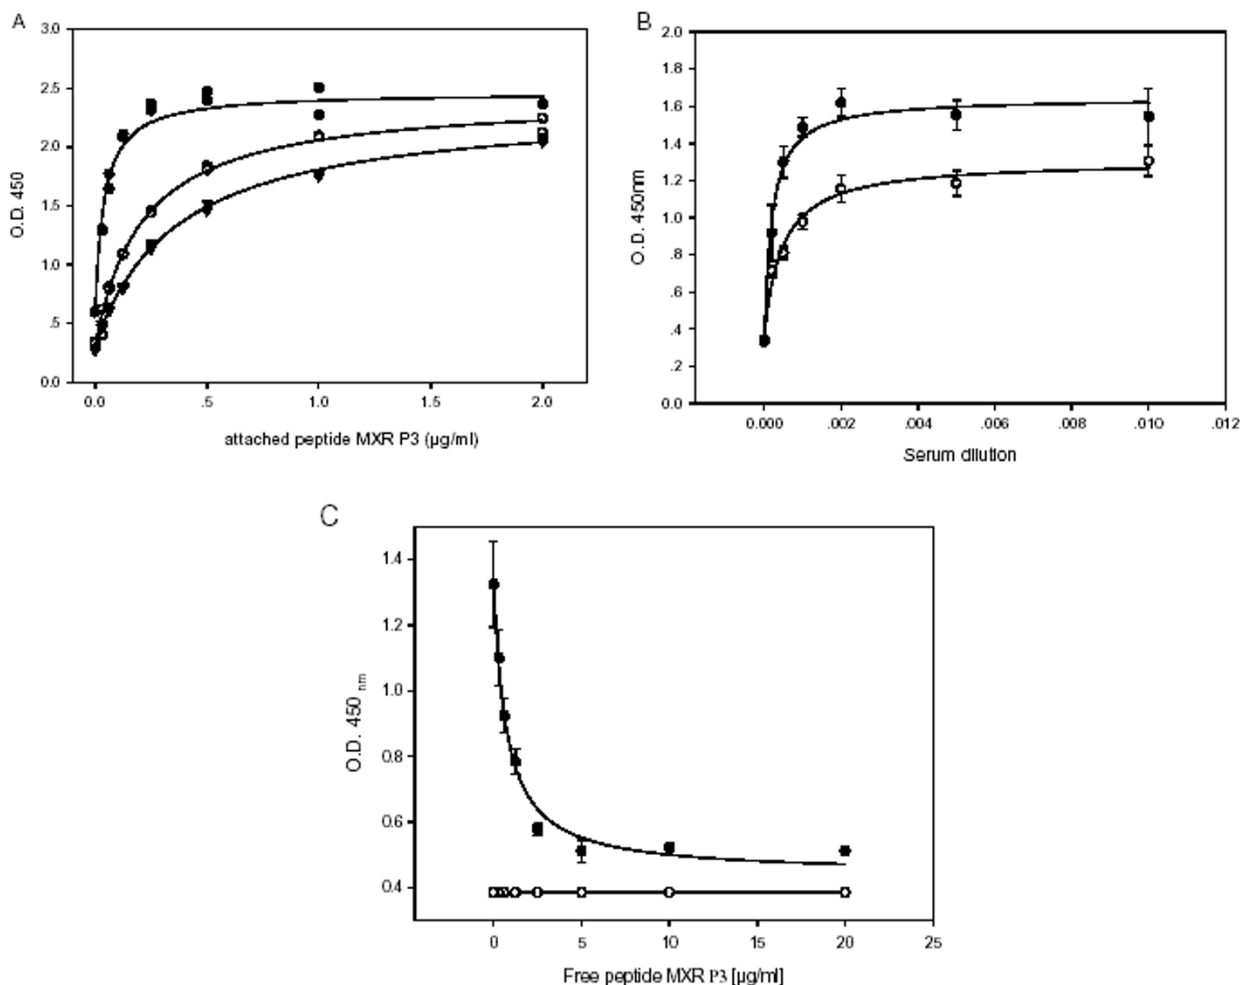 A
3.0
2.5
2.0
1.5
1.0
.5
0.0
O.D. 450
0.0 .5 1.0 1.5 2.0
attached peptide MXR P3 (µg/ml)
B
2.0
1.8
1.6
1.4
1.2
1.0
.8
.6
.4
.2
0.0
O.D. 450nm
0.000 .002 .004 .006 .008 .010 .012
Serum dilution
C
1.4
1.2
1.0
0.8
0.6
0.4
O.D. 450 nm
0 5 10 15 20 25
Free peptide MXR P3 [µg/ml]